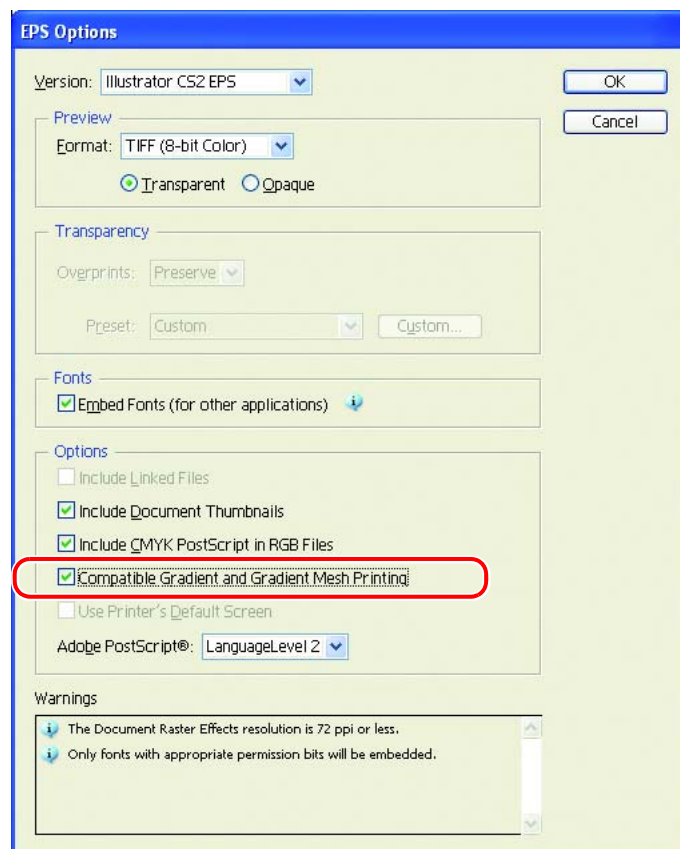 EPS Options
Version: Illustrator CS2 EPS
OK
Cancel
Preview
Format: TIFF (8-bit Color)
Transparent Opaque
Transparency
Overprints: Preserve
Preset: Custom Custom...
Fonts
Embed Fonts (for other applications)
Options
Include Linked Files
Include Document Thumbnails
Include CMYK PostScript in RGB Files
Compatible Gradient and Gradient Mesh Printing
Use Printer's Default Screen
Adobe PostScript®: LanguageLevel 2
Warnings
The Document Raster Effects resolution is 72 ppi or less.
Only fonts with appropriate permission bits will be embedded.